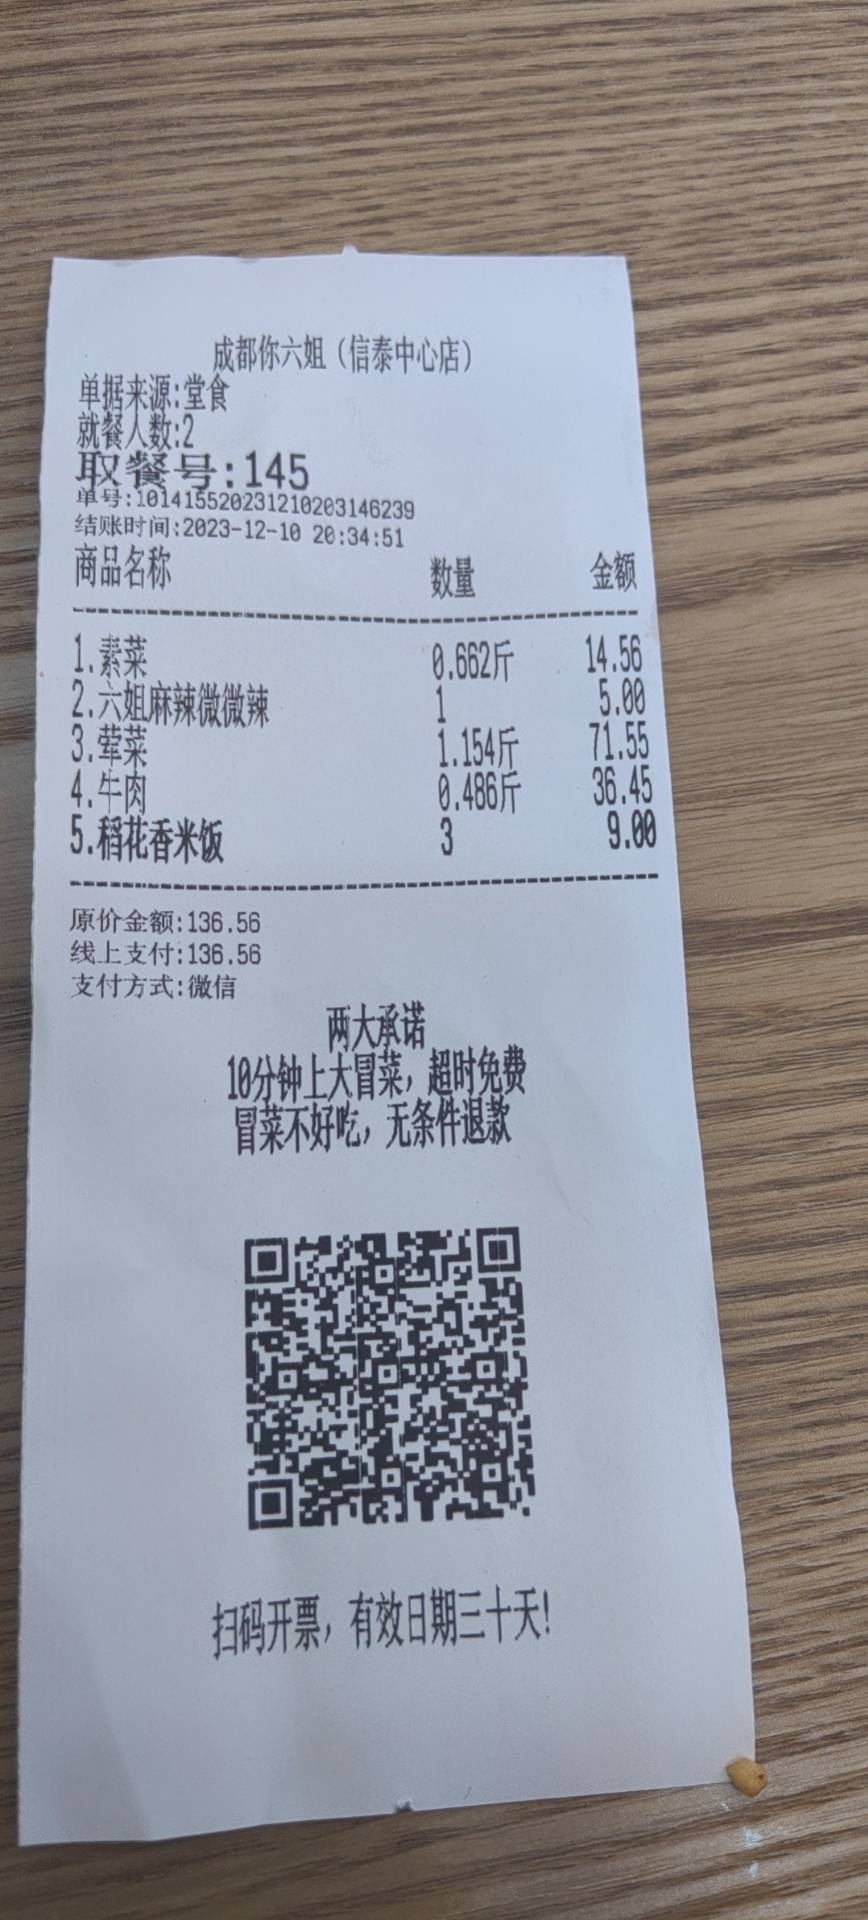 成都你六姐（信泰中心店）
单据来源:堂食
就餐人数:2
取餐号:145
单号:10141552023121020314623​9
结账时间:2023-12-10 20:34:51
商品名称 数量 金额
1.素菜 0.662斤 14.56
2.六姐麻辣微微辣 1 5.00
3.荤菜 1.154斤 71.55
4.牛肉 0.486斤 36.45
5.稻花香米饭 3 9.00
原价金额:136.56
线上支付:136.56
支付方式:微信
两大承诺
10分钟上大冒菜，超时免费
冒菜不好吃，无条件退款
扫码开票，有效日期三十天!